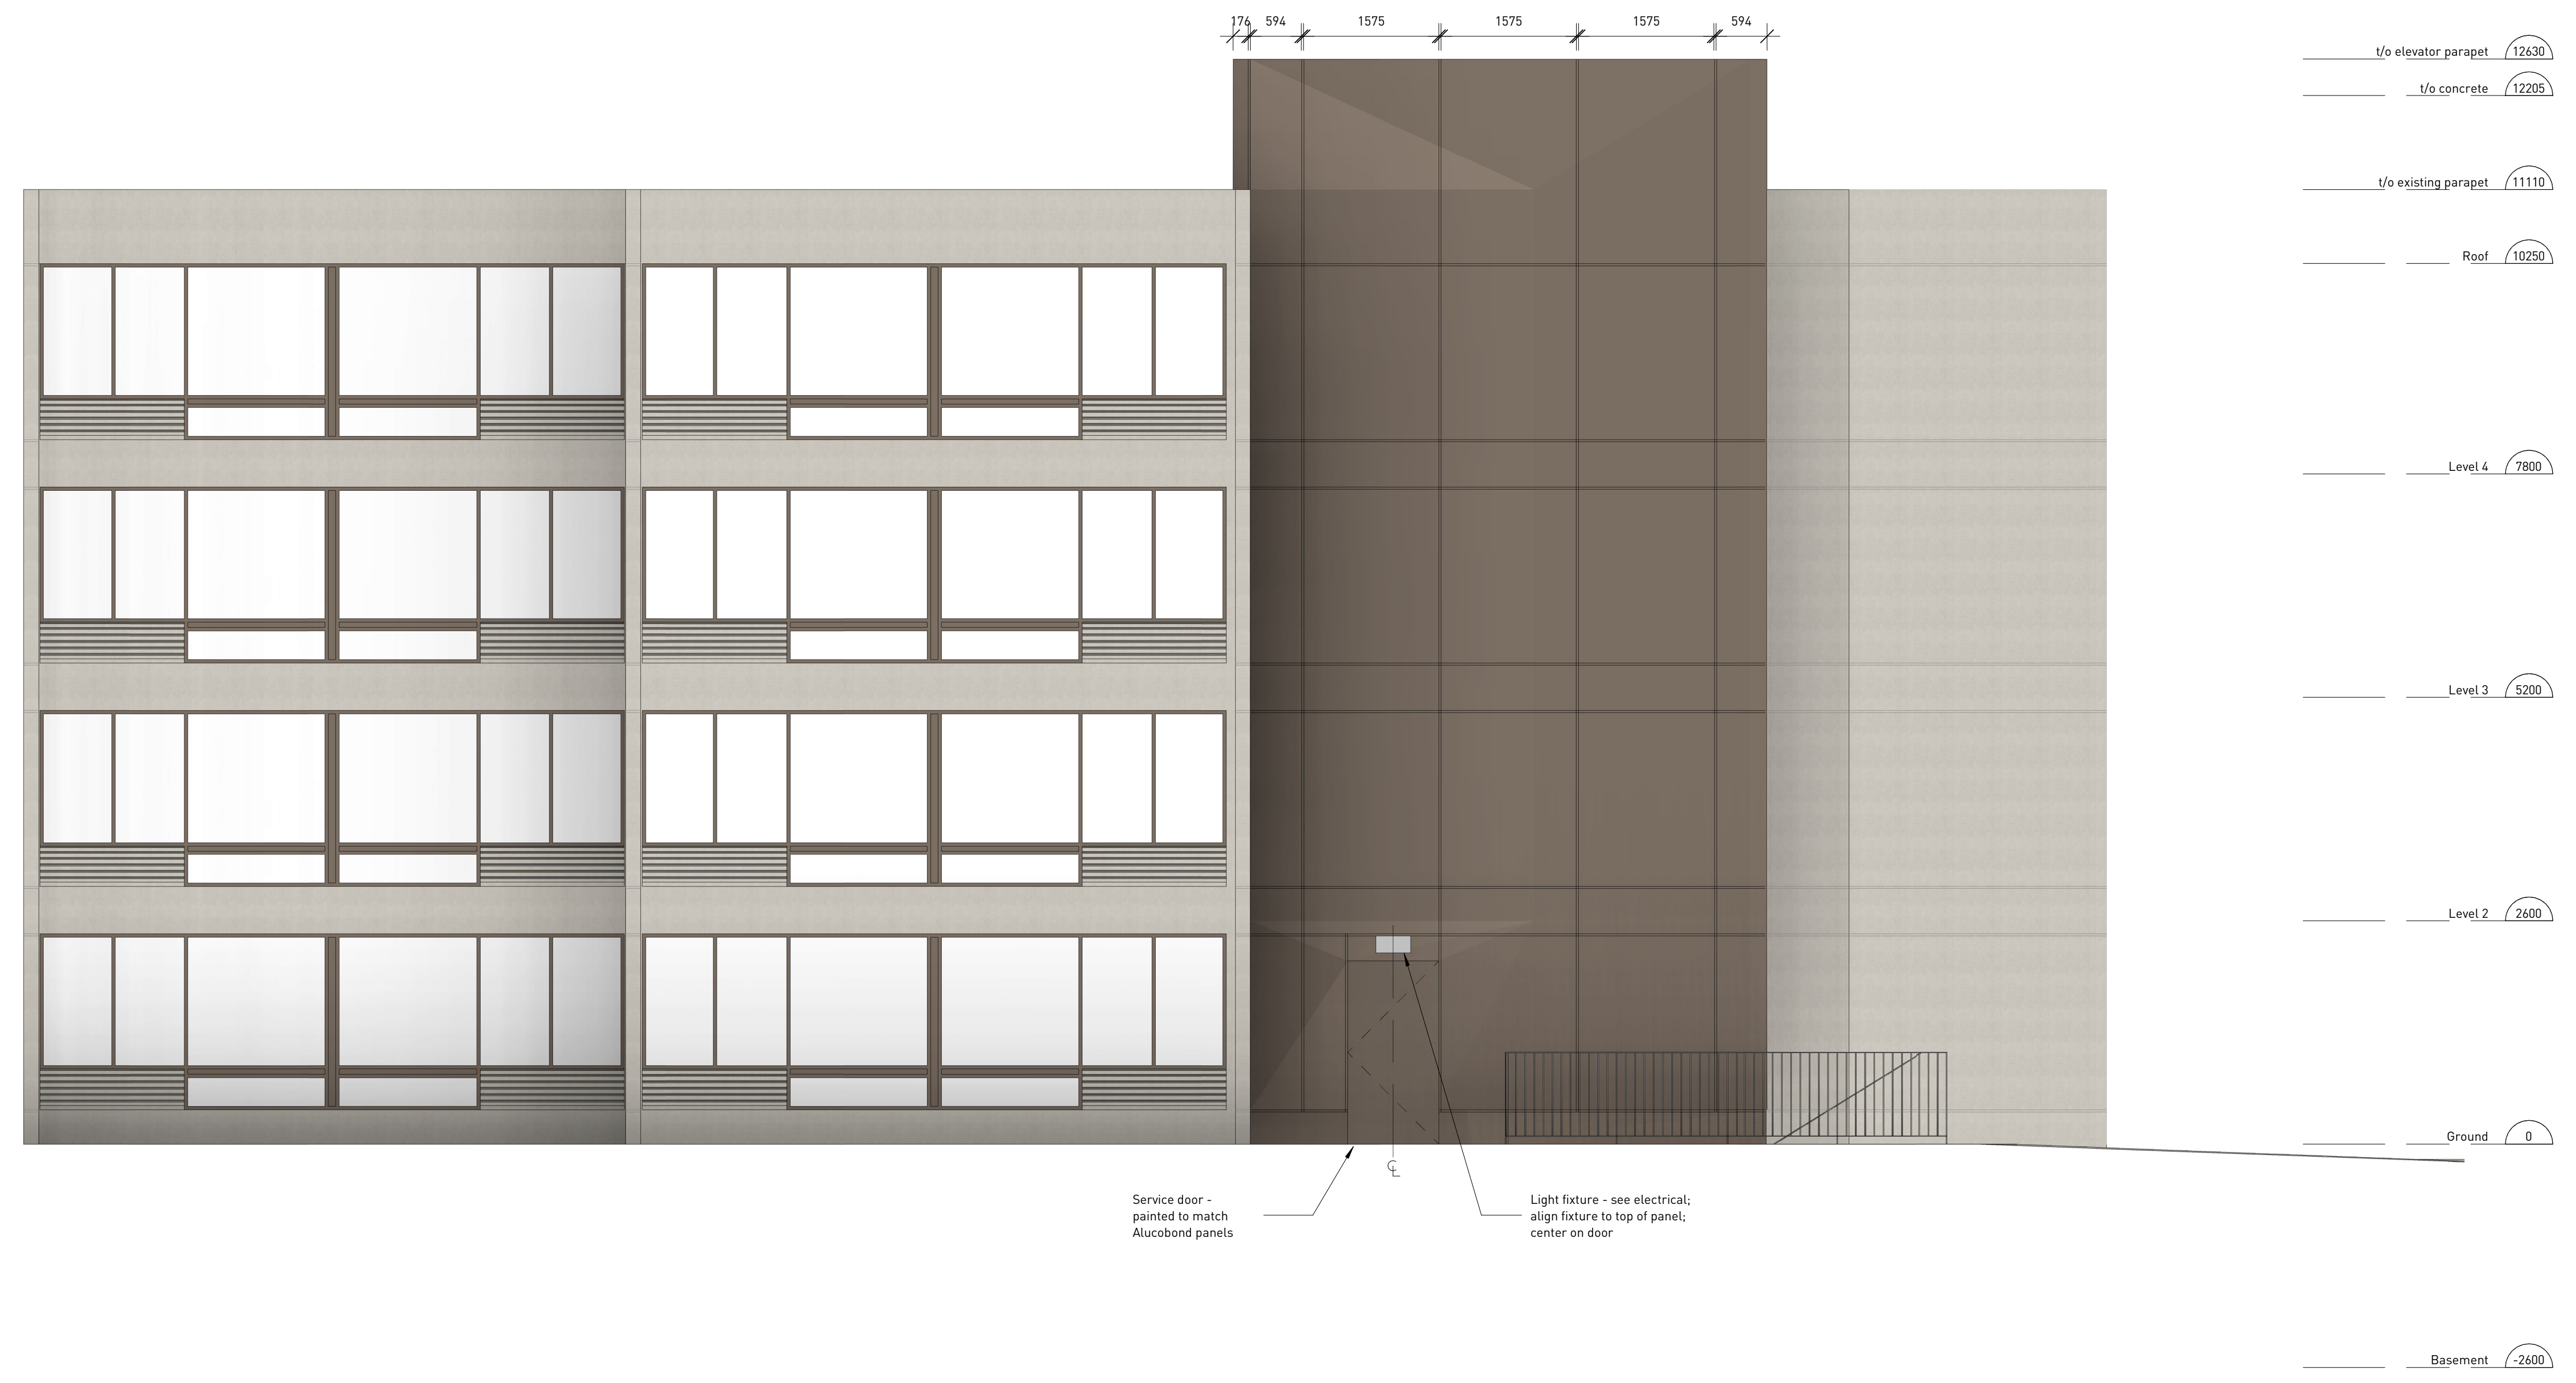 176 594 1575 1575 1575 594
t/o elevator parapet 12630
t/o concrete 12205
t/o existing parapet 11110
Roof 10250
Level 4 7800
Level 3 5200
Level 2 2600
Ground 0
℄
Service door -
painted to match
Alucobond panels
Light fixture - see electrical;
align fixture to top of panel;
center on door
Basement -2600